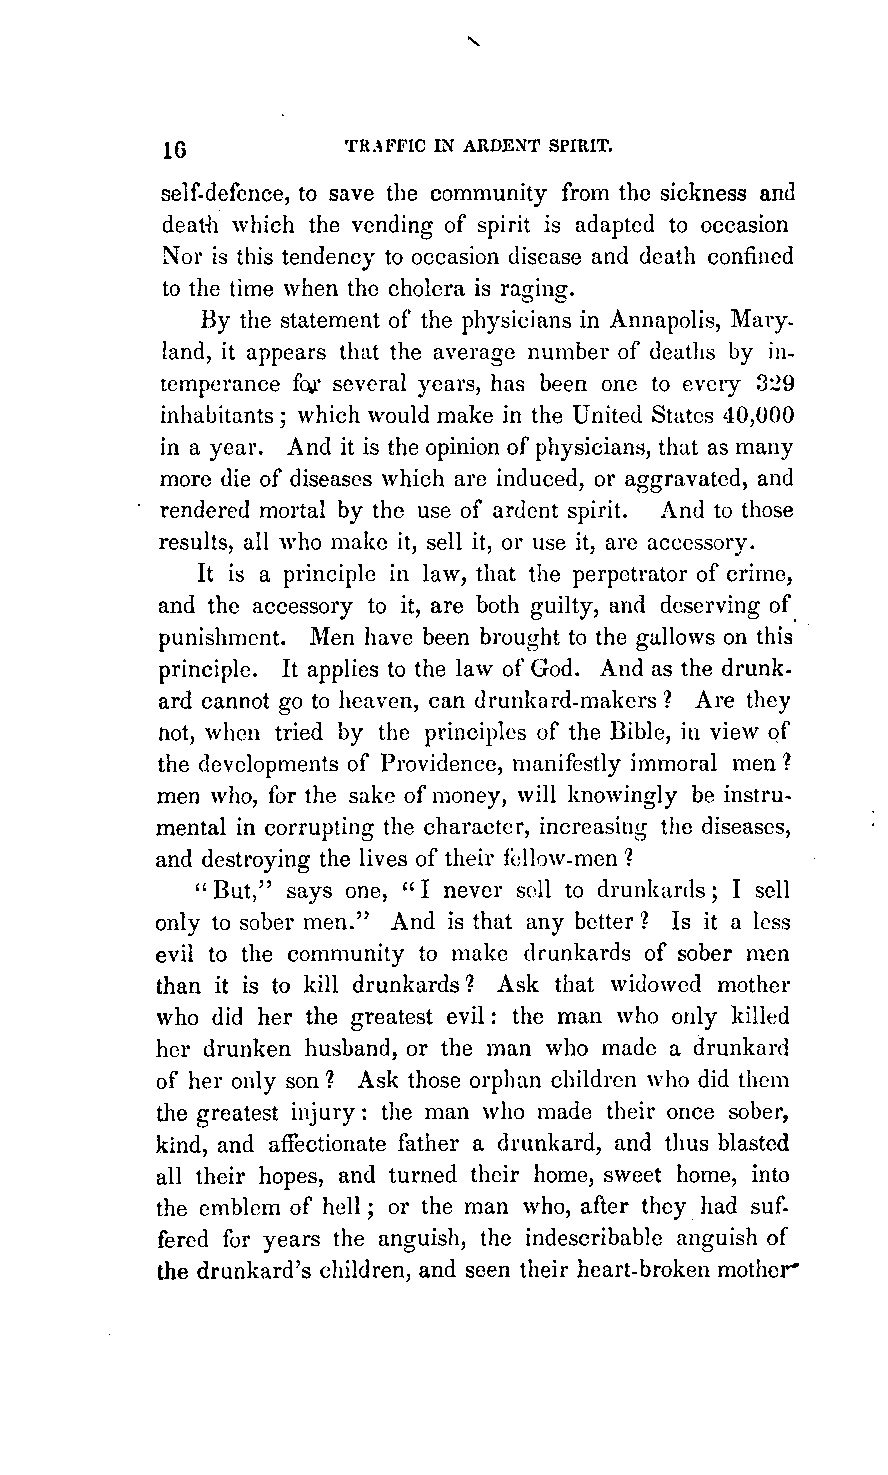 16 TRAFFIC IN ARDENT SPIRIT.
self-defence, to save the community from the sickness and
death which the vending of spirit is adapted to occasion
Nor is this tendency to occasion disease and death confined
to the time when the cholera is raging.
By the statement of the physicians in Annapolis, Mary-
land, it appears that the average number of deaths by in-
temperance for several years, has been one to every 329
inhabitants; which would make in the United States 40,000
in a year. And it is the opinion of physicians, that as many
more die of diseases which are induced, or aggravated, and
rendered mortal by the use of ardent spirit. And to those
results, all who make it, sell it, or use it, are accessory.
It is a principle in law, that the perpetrator of crime,
and the accessory to it, are both guilty, and deserving of
punishment. Men have been brought to the gallows on this
principle. It applies to the law of God. And as the drunk-
ard cannot go to heaven, can drunkard-makers? Are they
not, when tried by the principles of the Bible, in view of
the developments of Providence, manifestly immoral men?
men who, for the sake of money, will knowingly be instru-
mental in corrupting the character, increasing the diseases,
and destroying the lives of their fellow-men?
"But," says one, "I never sell to drunkards; I sell
only to sober men." And is that any better? Is it a less
evil to the community to make drunkards of sober men
than it is to kill drunkards? Ask that widowed mother
who did her the greatest evil: the man who only killed
her drunken husband, or the man who made a drunkard
of her only son? Ask those orphan children who did them
the greatest injury: the man who made their once sober,
kind, and affectionate father a drunkard, and thus blasted
all their hopes, and turned their home, sweet home, into
the emblem of hell; or the man who, after they had suf-
fered for years the anguish, the indescribable anguish of
the drunkard's children, and seen their heart-broken mother